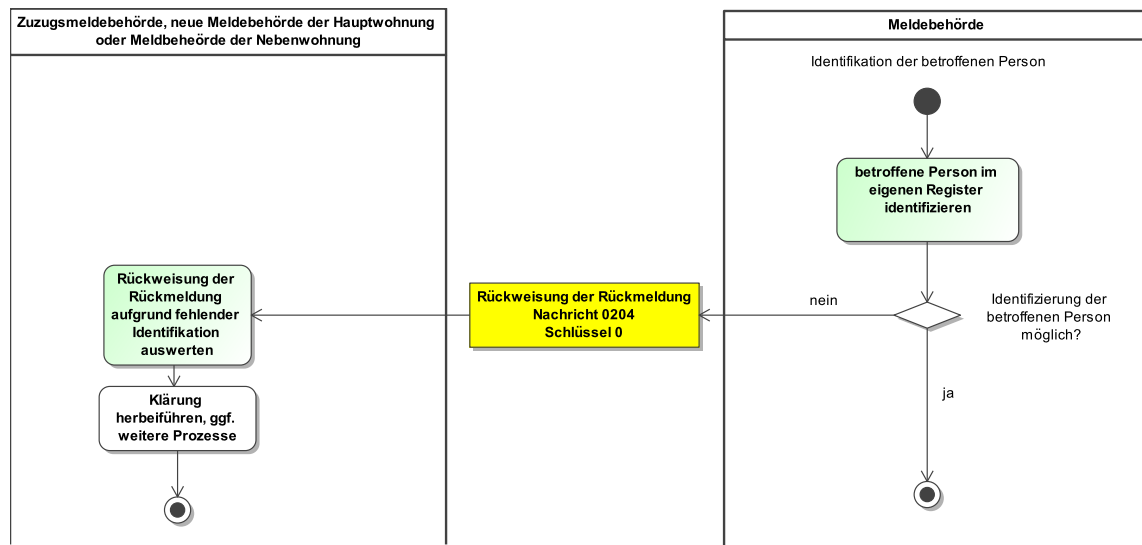 Zuzugsmeldebehörde, neue Meldebehörde der Hauptwohnung
oder Meldbeheörde der Nebenwohnung
Meldebehörde
Identifikation der betroffenen Person
betroffene Person im
eigenen Register
identifizieren
Identifizierung der
betroffenen Person
möglich?
nein
ja
Rückweisung der Rückmeldung
Nachricht 0204
Schlüssel 0
Rückweisung der
Rückmeldung
aufgrund fehlender
Identifikation
auswerten
Klärung
herbeiführen, ggf.
weitere Prozesse